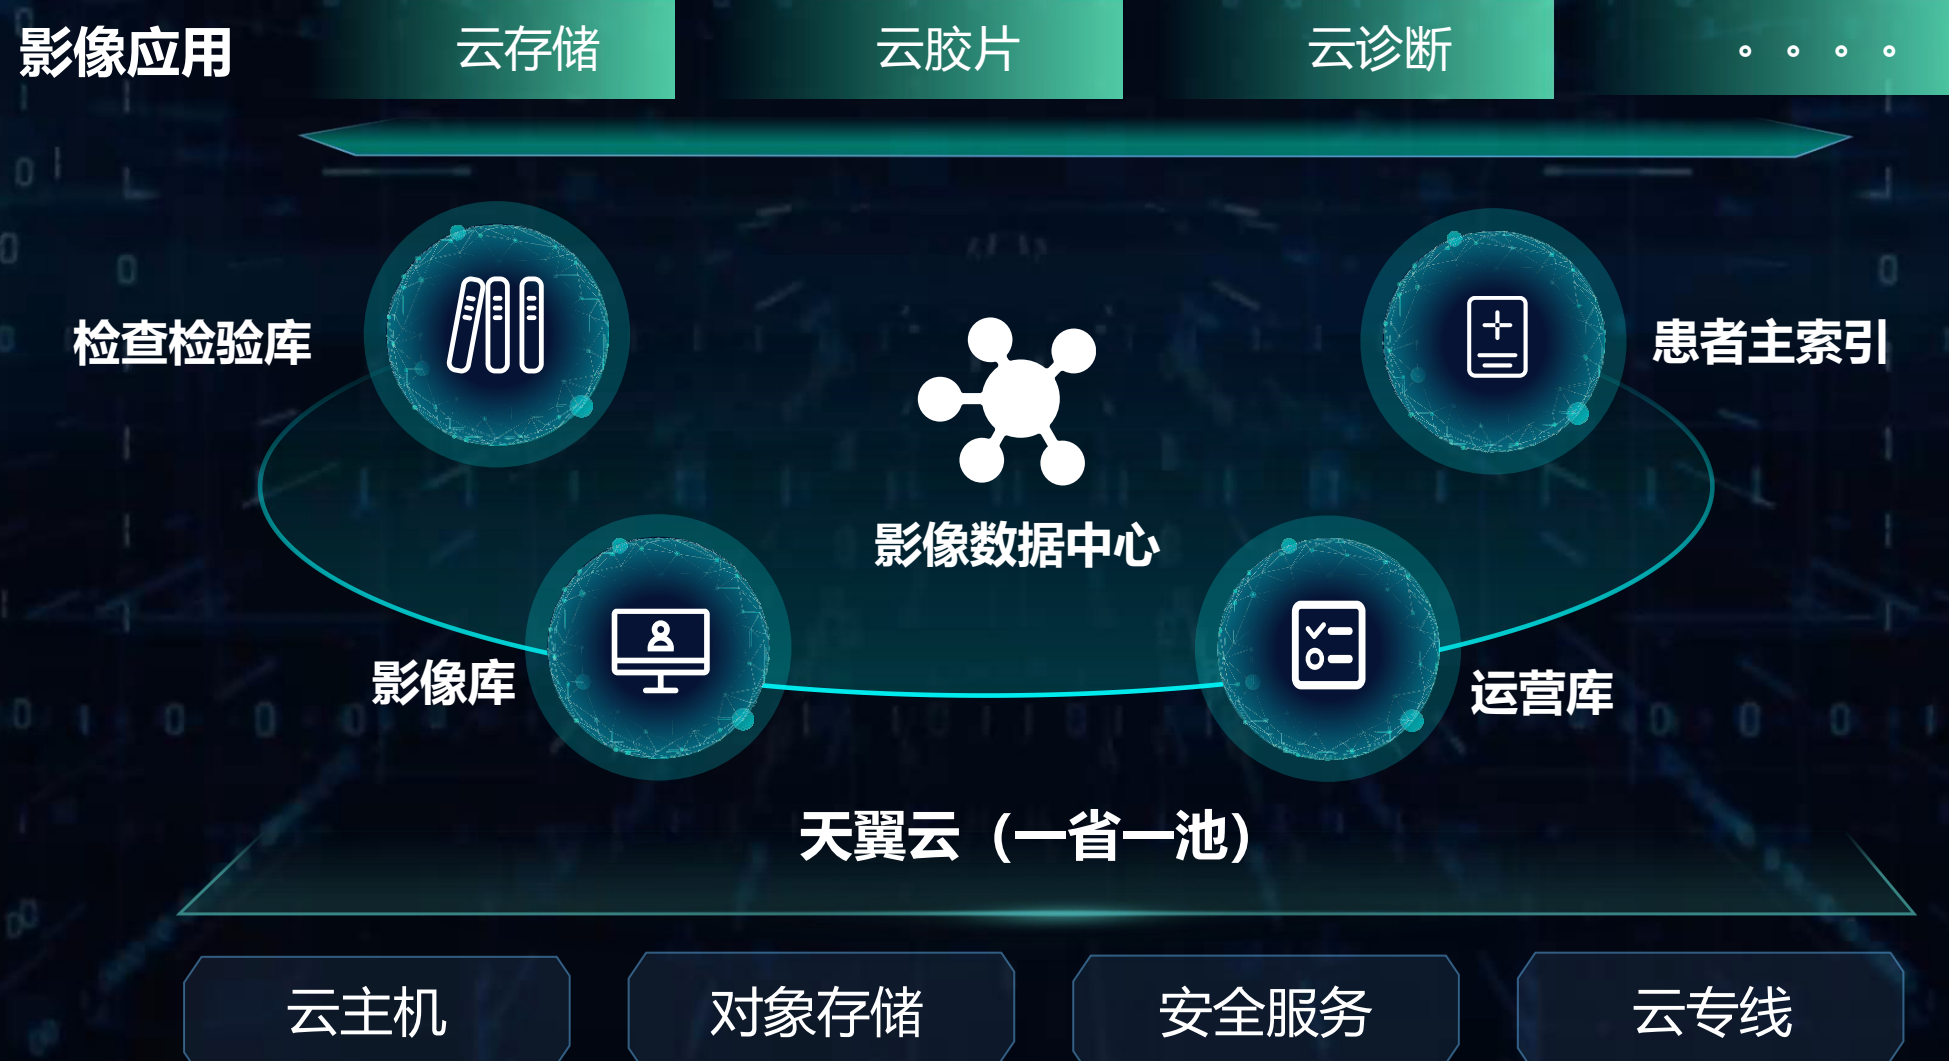 影像应用
云存储
云胶片
云诊断
。。。。
检查检验库
患者主索引
影像数据中心
影像库
运营库
天翼云（一省一池）
云主机
对象存储
安全服务
云专线